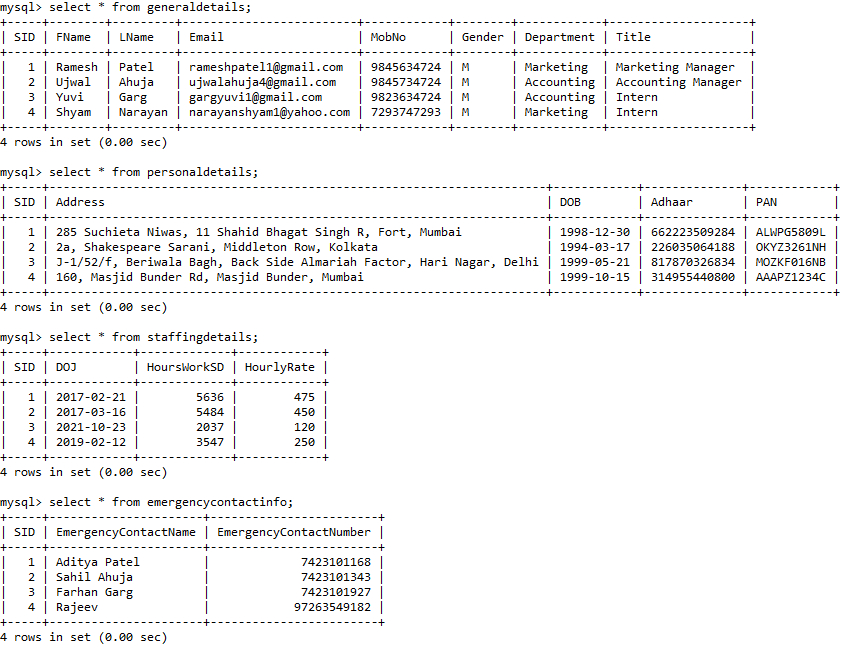 mysql> select * from generaldetails;
+-----+--------+---------+-------------------------+------------+--------+------------+--------------------+
| SID | FName  | LName   | Email                   | MobNo      | Gender | Department | Title              |
+-----+--------+---------+-------------------------+------------+--------+------------+--------------------+
|   1 | Ramesh | Patel   | rameshpatel1@gmail.com  | 9845634724 | M      | Marketing  | Marketing Manager  |
|   2 | Ujwal  | Ahuja   | ujwalahuja4@gmail.com   | 9845734724 | M      | Accounting | Accounting Manager |
|   3 | Yuvi   | Garg    | gargyuvi1@gmail.com     | 9823634724 | M      | Accounting | Intern             |
|   4 | Shyam  | Narayan | narayanshyam1@yahoo.com | 7293747293 | M      | Marketing  | Intern             |
+-----+--------+---------+-------------------------+------------+--------+------------+--------------------+
4 rows in set (0.00 sec)
mysql> select * from personaldetails;
+-----+----------------------------------------------------------------------+------------+--------------+------------+
| SID | Address                                                              | DOB        | Adhaar       | PAN        |
+-----+----------------------------------------------------------------------+------------+--------------+------------+
|   1 | 285 Suchieta Niwas, 11 Shahid Bhagat Singh R, Fort, Mumbai           | 1998-12-30 | 662223509284 | ALWPG5809L |
|   2 | 2a, Shakespeare Sarani, Middleton Row, Kolkata                       | 1994-03-17 | 226035064188 | OKYZ3261NH |
|   3 | J-1/52/f, Beriwala Bagh, Back Side Almariah Factor, Hari Nagar, Delhi | 1999-05-21 | 817870326834 | MOZKF016NB |
|   4 | 160, Masjid Bunder Rd, Masjid Bunder, Mumbai                         | 1999-10-15 | 314955440800 | AAAPZ1234C |
+-----+----------------------------------------------------------------------+------------+--------------+------------+
4 rows in set (0.00 sec)
mysql> select * from staffingdetails;
+-----+------------+-------------+------------+
| SID | DOJ        | HoursWorkSD | HourlyRate |
+-----+------------+-------------+------------+
|   1 | 2017-02-21 |        5636 |        475 |
|   2 | 2017-03-16 |        5484 |        450 |
|   3 | 2021-10-23 |        2037 |        120 |
|   4 | 2019-02-12 |        3547 |        250 |
+-----+------------+-------------+------------+
4 rows in set (0.00 sec)
mysql> select * from emergencycontactinfo;
+-----+----------------------+------------------------+
| SID | EmergencyContactName | EmergencyContactNumber |
+-----+----------------------+------------------------+
|   1 | Aditya Patel         |             7423101168 |
|   2 | Sahil Ahuja          |             7423101343 |
|   3 | Farhan Garg          |             7423101927 |
|   4 | Rajeev               |            97263549182 |
+-----+----------------------+------------------------+
4 rows in set (0.00 sec)